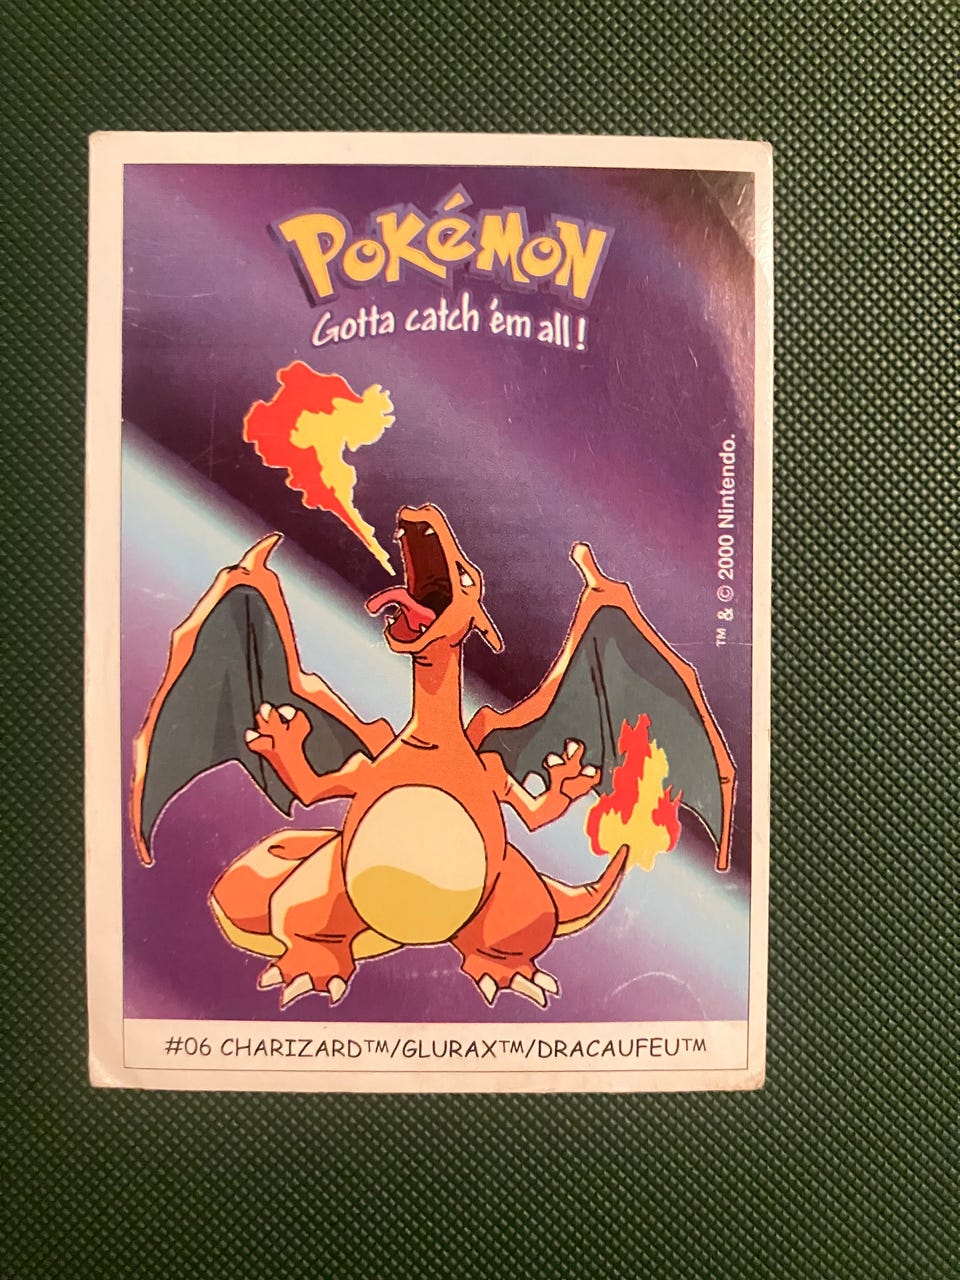 POKéMON
Gotta catch 'em all!
™ & © 2000 Nintendo.
#06 CHARIZARD™/GLURAX™/DRACAUFEU™